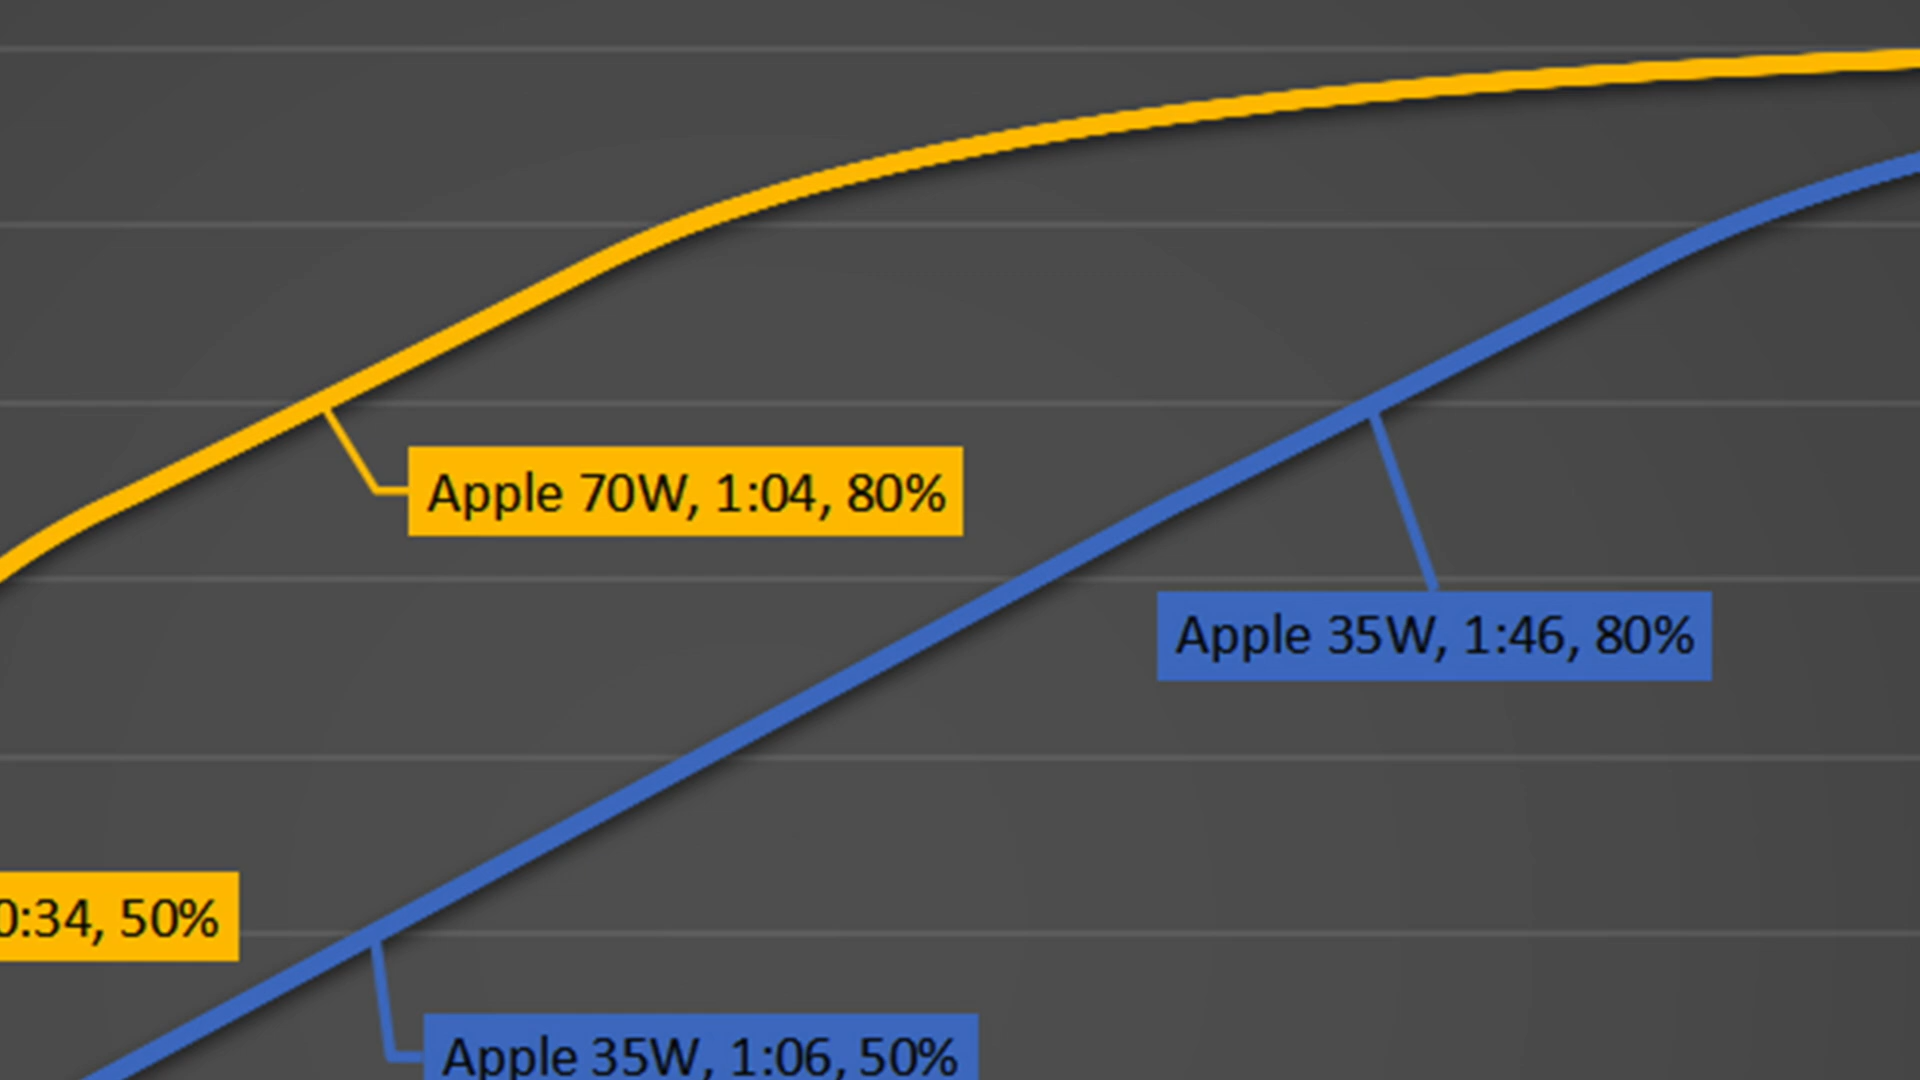 Apple 70W, 1:04, 80%
Apple 35W, 1:46, 80%
0:34, 50%
Apple 35W, 1:06, 50%